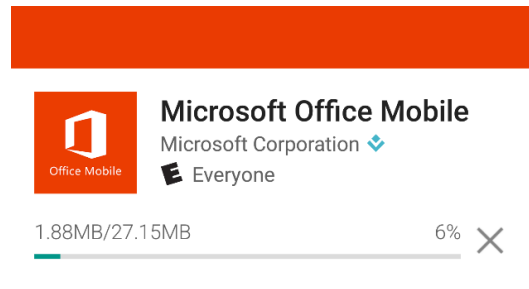 Office Mobile
Microsoft Office Mobile
Microsoft Corporation
E Everyone
1.88MB/27.15MB 6%